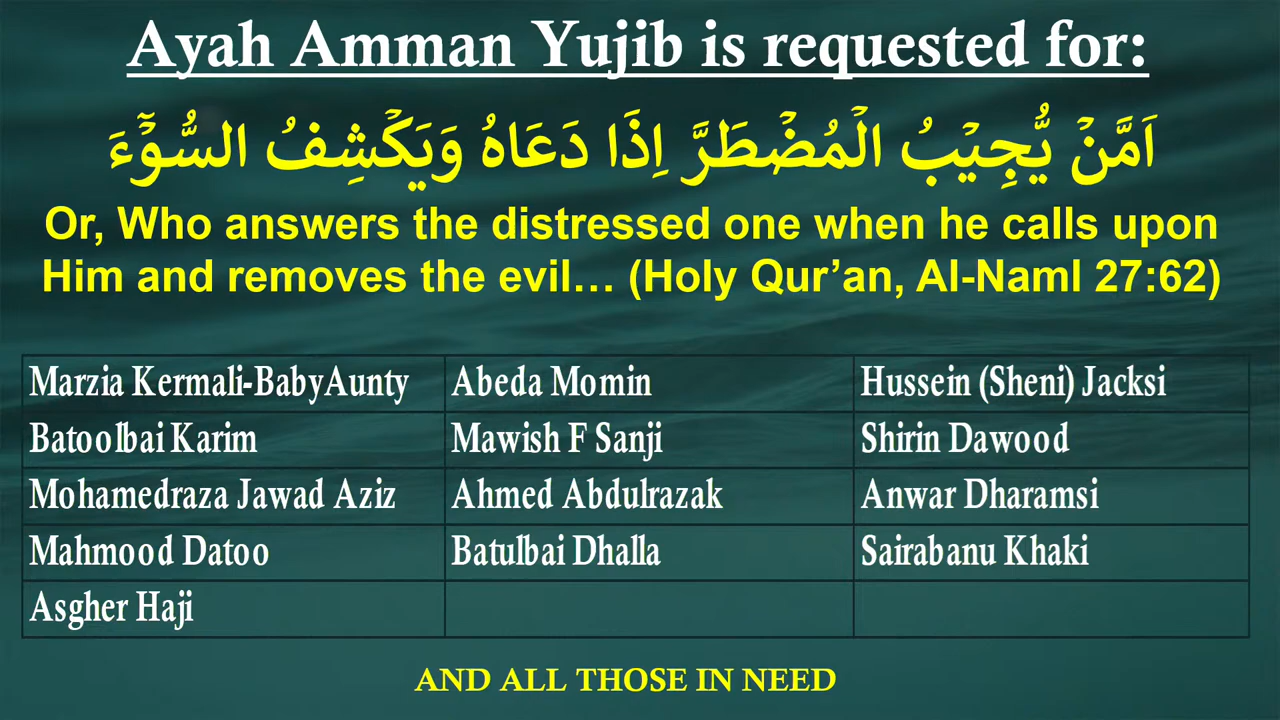 Ayah Amman Yujib is requested for:
اَمَّنْ يُّجِيْبُ الْمُضْطَرَّ اِذَا دَعَاهُ وَيَكْشِفُ السُّوْٓءَ
Or, Who answers the distressed one when he calls upon
Him and removes the evil… (Holy Qur’an, Al-Naml 27:62)
Marzia Kermali-BabyAunty Abeda Momin Hussein (Sheni) Jacksi
Batoolbai Karim Mawish F Sanji Shirin Dawood
Mohamedraza Jawad Aziz Ahmed Abdulrazak Anwar Dharamsi
Mahmood Datoo Batulbai Dhalla Sairabanu Khaki
Asgher Haji
AND ALL THOSE IN NEED